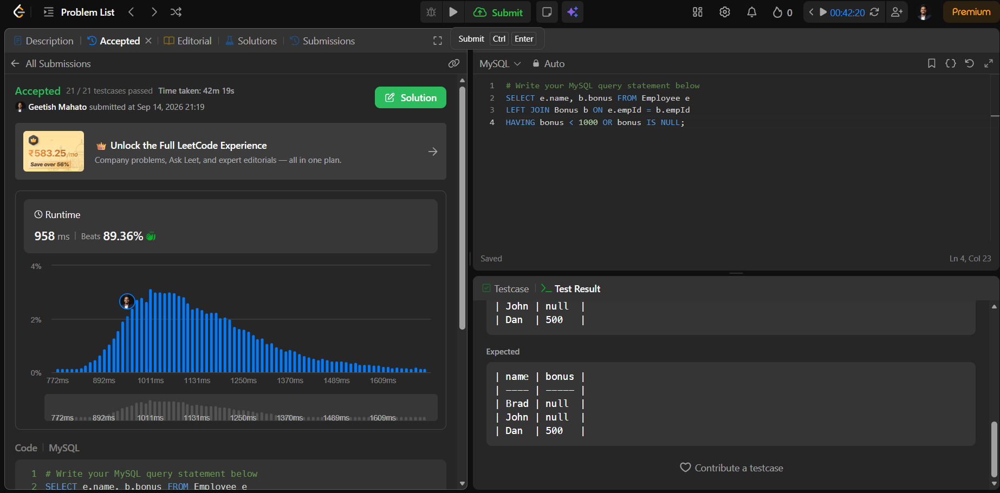 Problem List
Submit
0
00:42:20
Premium
Submit Ctrl Enter
Description
Accepted
Editorial
Solutions
Submissions
All Submissions
Accepted 21 / 21 testcases passed Time taken: 42m 19s
Geetish Mahato submitted at Sep 14, 2026 21:19
Solution
₹583.25/mo
Save over 56%
Unlock the Full LeetCode Experience
Company problems, Ask Leet, and expert editorials — all in one plan.
Runtime
958 ms | Beats 89.36%
4%
2%
0%
772ms 892ms 1011ms 1131ms 1250ms 1370ms 1489ms 1609ms
772ms 892ms 1011ms 1131ms 1250ms 1370ms 1489ms 1609ms
Code | MySQL
1 # Write your MySQL query statement below
2 SELECT e.name, b.bonus FROM Employee e
MySQL
Auto
1 # Write your MySQL query statement below
2 SELECT e.name, b.bonus FROM Employee e
3 LEFT JOIN Bonus b ON e.empId = b.empId
4 HAVING bonus < 1000 OR bonus IS NULL;
Saved
Ln 4, Col 23
Testcase
Test Result
| John | null |
| Dan | 500 |
Expected
| name | bonus |
| ---- | ----- |
| Brad | null |
| John | null |
| Dan | 500 |
Contribute a testcase